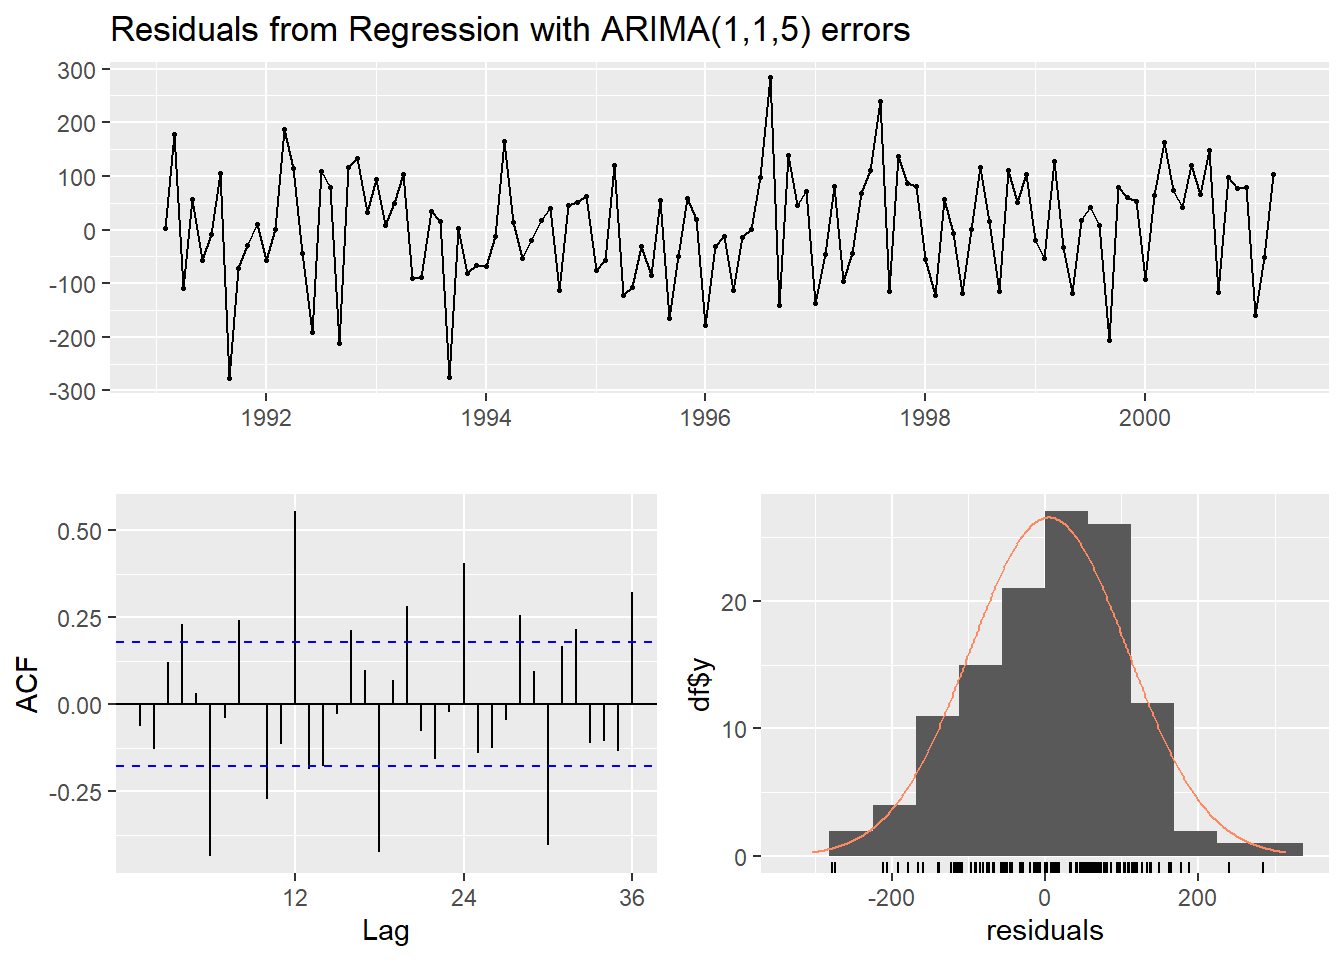 Residuals from Regression with ARIMA(1,1,5) errors
300
200
100
0
-100
-200
-300
1992 1994 1996 1998 2000
ACF
0.50
0.25
0.00
-0.25
12 24 36
Lag
df$y
20
10
0
-200 0 200
residuals